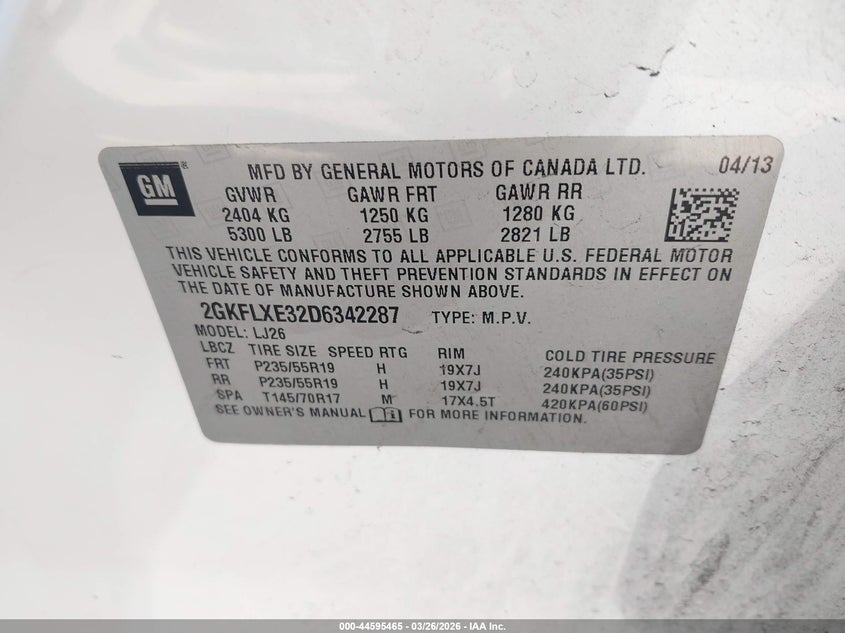 GM ® MFD BY GENERAL MOTORS OF CANADA LTD. 04/13
GVWR GAWR FRT GAWR RR
2404 KG 1250 KG 1280 KG
5300 LB 2755 LB 2821 LB
THIS VEHICLE CONFORMS TO ALL APPLICABLE U.S. FEDERAL MOTOR
VEHICLE SAFETY AND THEFT PREVENTION STANDARDS IN EFFECT ON
THE DATE OF MANUFACTURE SHOWN ABOVE.
2GKFLXE32D6342287 TYPE: M.P.V.
MODEL: LJ26
LBCZ TIRE SIZE SPEED RTG RIM COLD TIRE PRESSURE
FRT P235/55R19 H 19X7J 240KPA(35PSI)
RR P235/55R19 H 19X7J 240KPA(35PSI)
SPA T145/70R17 M 17X4.5T 420KPA(60PSI)
SEE OWNER'S MANUAL FOR MORE INFORMATION.
000-44595465 | 03/26/2026 - IAA Inc.